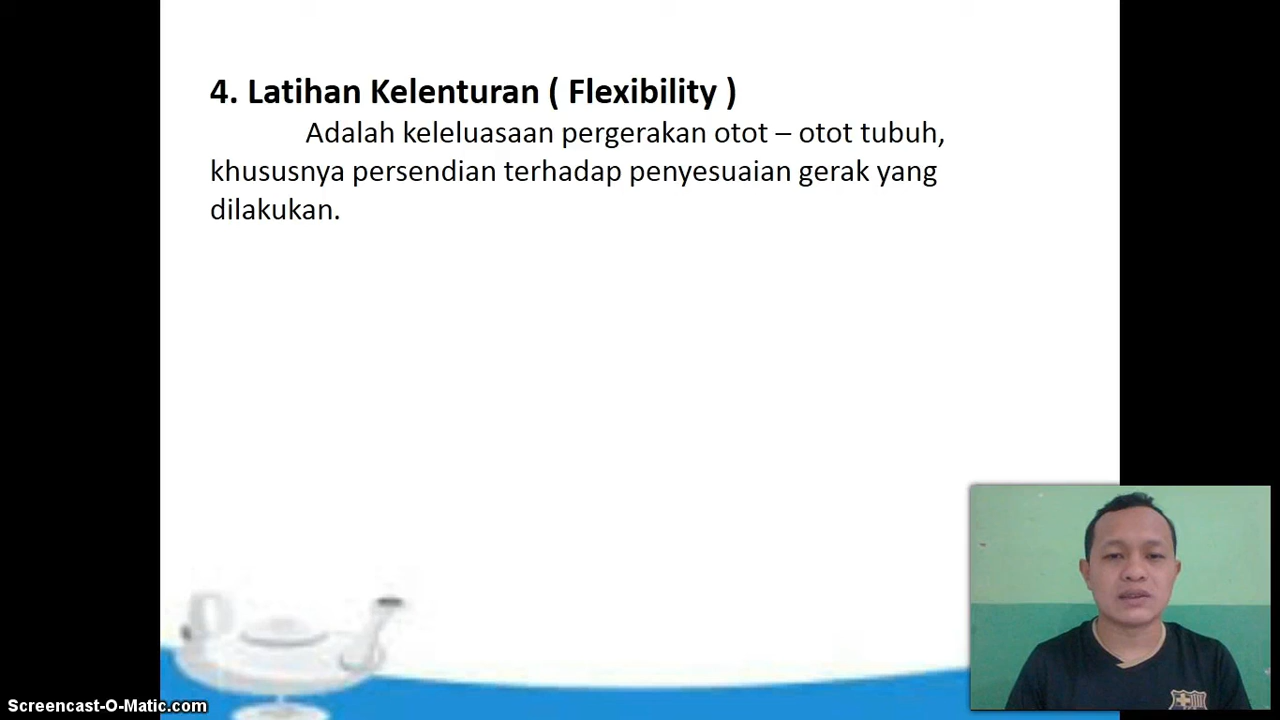 4. Latihan Kelenturan ( Flexibility )
Adalah keleluasaan pergerakan otot – otot tubuh,
khususnya persendian terhadap penyesuaian gerak yang
dilakukan.
Screencast-O-Matic.com